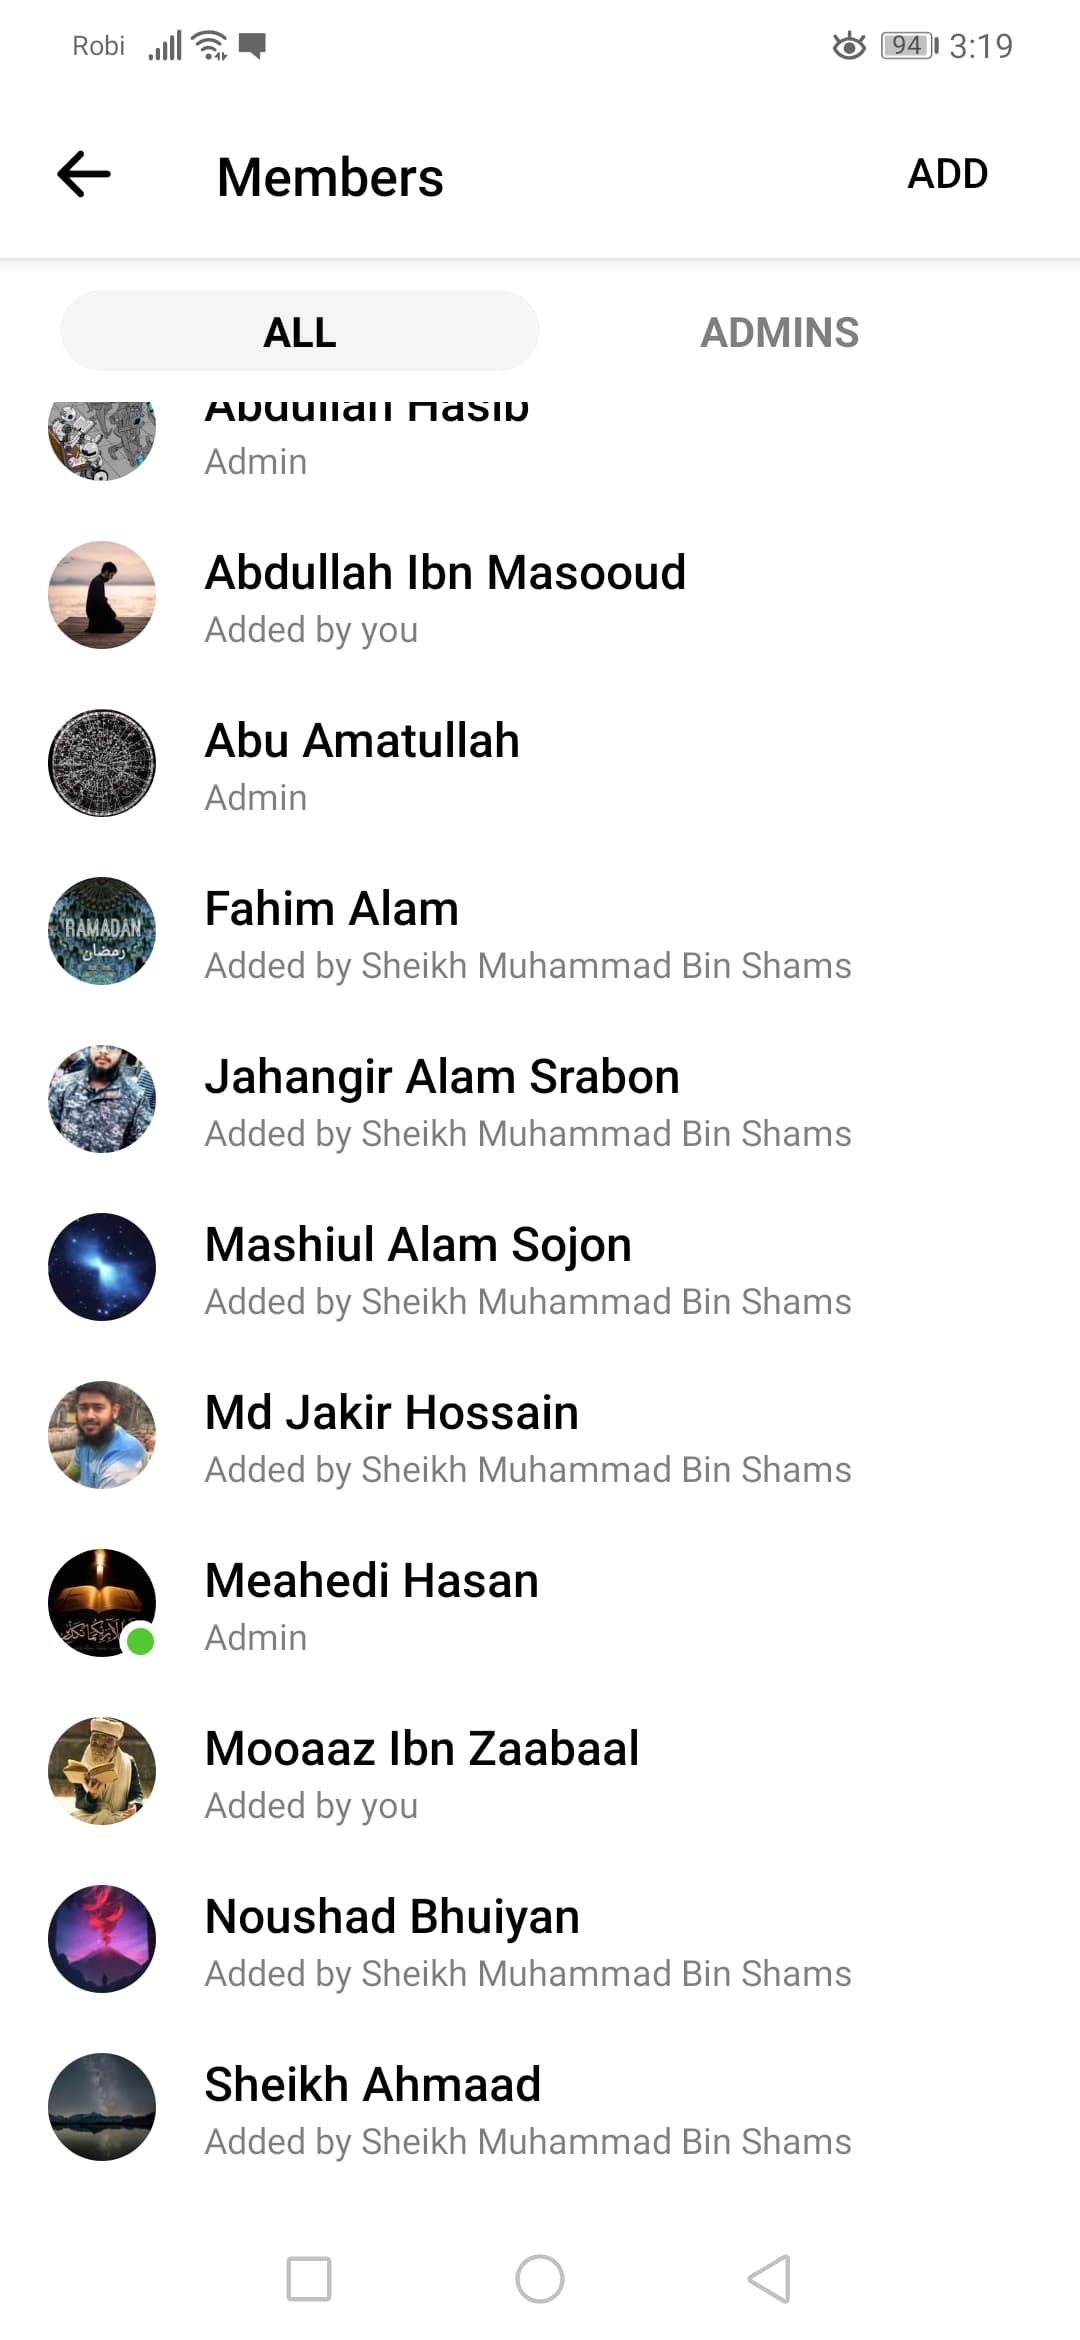 Robi 94 3:19
Members ADD
ALL ADMINS
Abdullah Hasib
Admin
Abdullah Ibn Masooud
Added by you
Abu Amatullah
Admin
RAMADAN
رمضان
Fahim Alam
Added by Sheikh Muhammad Bin Shams
Jahangir Alam Srabon
Added by Sheikh Muhammad Bin Shams
Mashiul Alam Sojon
Added by Sheikh Muhammad Bin Shams
Md Jakir Hossain
Added by Sheikh Muhammad Bin Shams
Meahedi Hasan
Admin
Mooaaz Ibn Zaabaal
Added by you
Noushad Bhuiyan
Added by Sheikh Muhammad Bin Shams
Sheikh Ahmaad
Added by Sheikh Muhammad Bin Shams